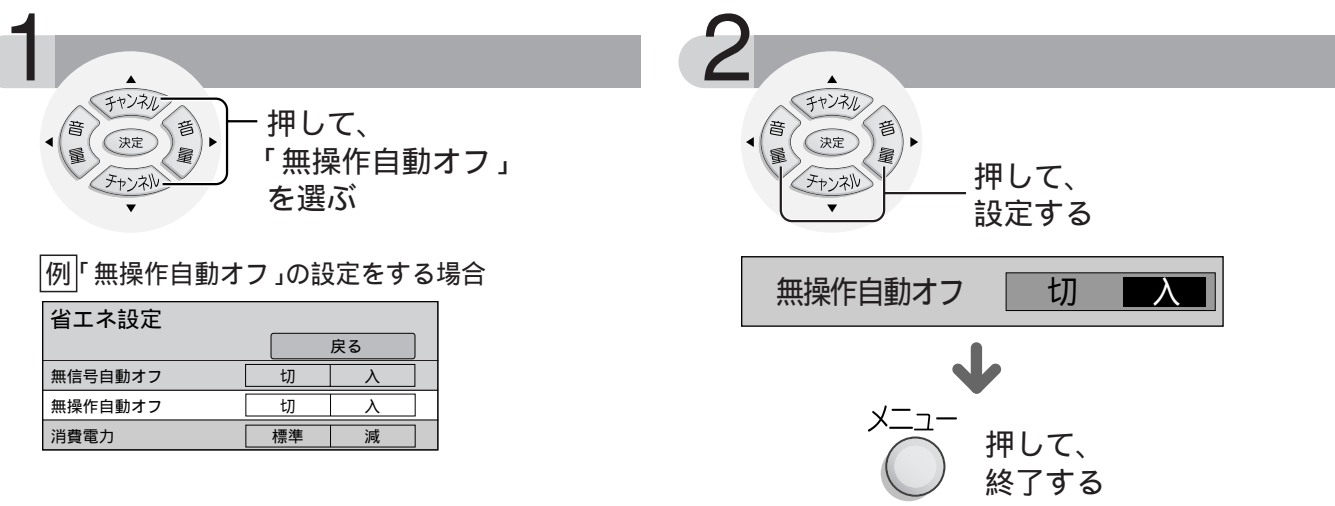 1
チャンネル
音量
決定
音量
チャンネル
押して、
「無操作自動オフ」
を選ぶ
例「無操作自動オフ」の設定をする場合
省エネ設定
戻る
無信号自動オフ 切 入
無操作自動オフ 切 入
消費電力 標準 減
2
チャンネル
音量
決定
音量
チャンネル
押して、
設定する
無操作自動オフ 切 入
メニュー
押して、
終了する